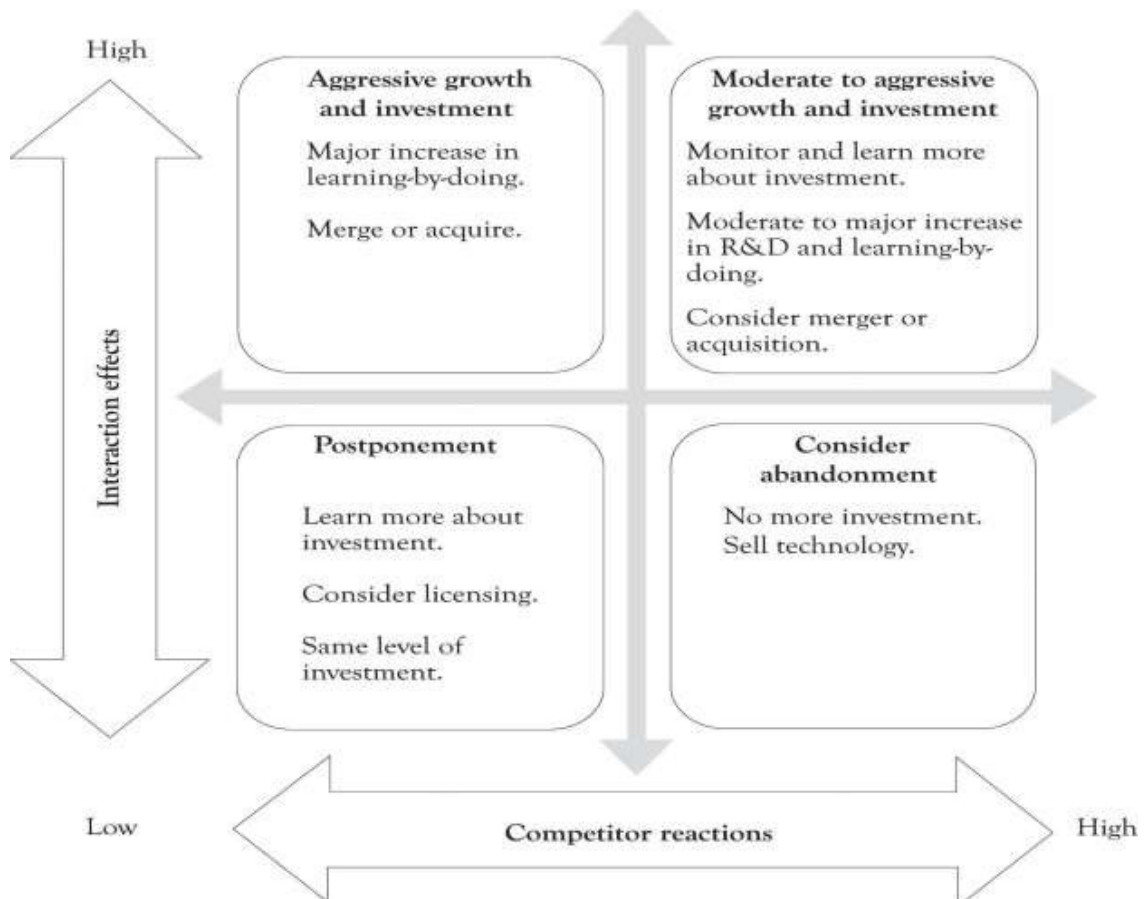 High
Aggressive growth
and investment
Major increase in
learning-by-doing.
Merge or acquire.
Moderate to aggressive
growth and investment
Monitor and learn more
about investment.
Moderate to major increase
in R&D and learning-by-
doing.
Consider merger or
acquisition.
Interaction effects
Postponement
Learn more about
investment.
Consider licensing.
Same level of
investment.
Consider
abandonment
No more investment.
Sell technology.
Low
Competitor reactions
High